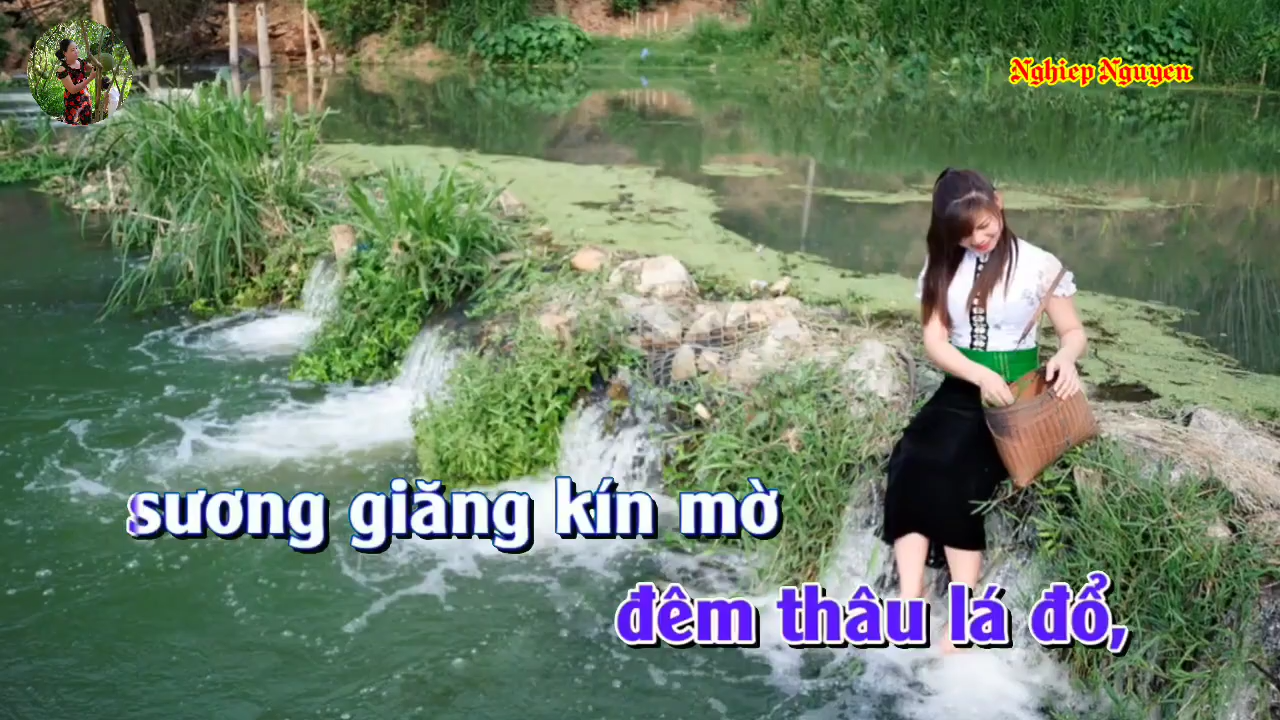 Nghiep Nguyen
sương giăng kín mờ
đêm thâu lá đổ,